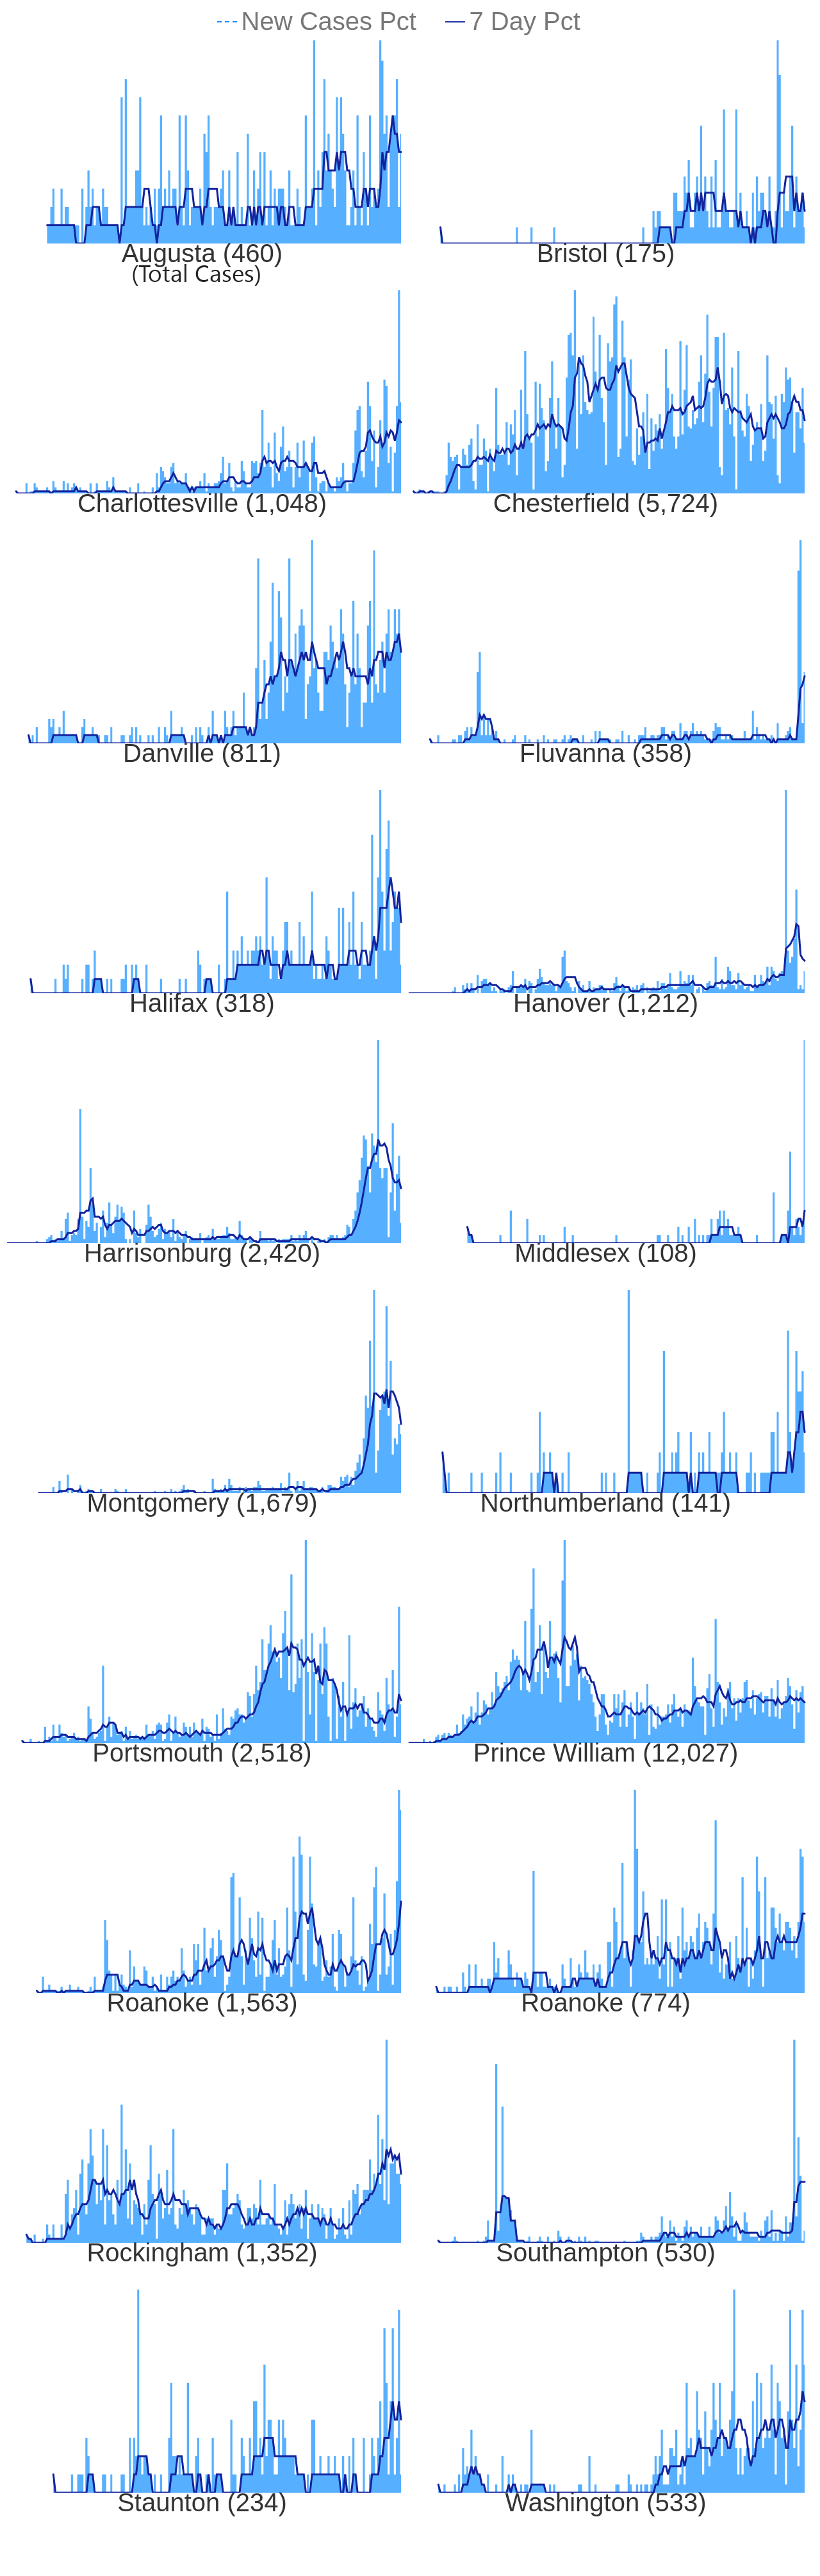 New Cases Pct 7 Day Pct
Augusta (460) Bristol (175)
(Total Cases)
Charlottesville (1,048) Chesterfield (5,724)
Danville (811) Fluvanna (358)
Halifax (318) Hanover (1,212)
Harrisonburg (2,420) Middlesex (108)
Montgomery (1,679) Northumberland (141)
Portsmouth (2,518) Prince William (12,027)
Roanoke (1,563) Roanoke (774)
Rockingham (1,352) Southampton (530)
Staunton (234) Washington (533)